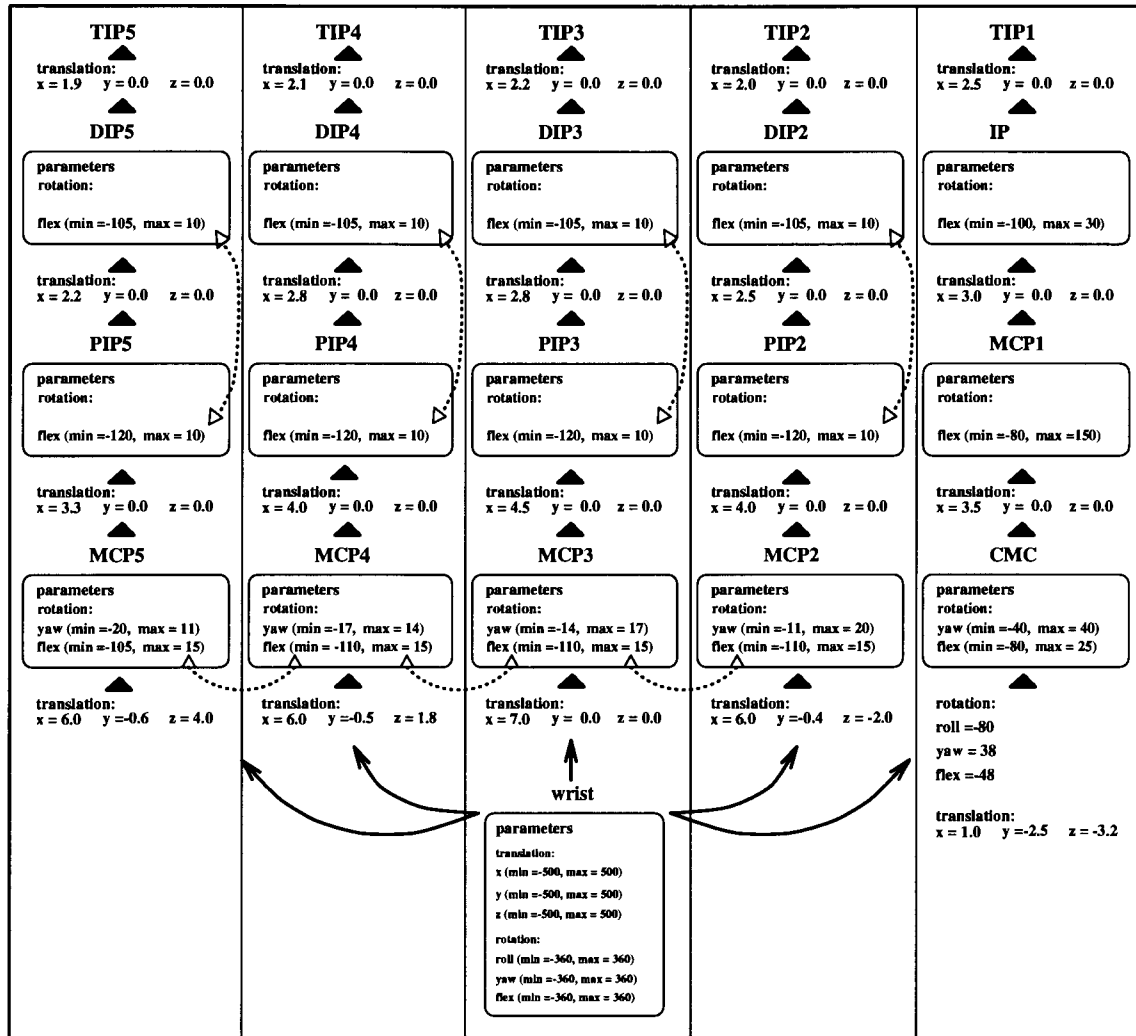 TIP5
translation:
x = 1.9 y = 0.0 z = 0.0
DIP5
parameters
rotation:
flex (min =-105, max = 10)
translation:
x = 2.2 y = 0.0 z = 0.0
PIP5
parameters
rotation:
flex (min =-120, max = 10)
translation:
x = 3.3 y = 0.0 z = 0.0
MCP5
parameters
rotation:
yaw (min =-20, max = 11)
flex (min =-105, max = 15)
translation:
x = 6.0 y =-0.6 z = 4.0
TIP4
translation:
x = 2.1 y = 0.0 z = 0.0
DIP4
parameters
rotation:
flex (min =-105, max = 10)
translation:
x = 2.8 y = 0.0 z = 0.0
PIP4
parameters
rotation:
flex (min =-120, max = 10)
translation:
x = 4.0 y = 0.0 z = 0.0
MCP4
parameters
rotation:
yaw (min =-17, max = 14)
flex (min =-110, max = 15)
translation:
x = 6.0 y =-0.5 z = 1.8
TIP3
translation:
x = 2.2 y = 0.0 z = 0.0
DIP3
parameters
rotation:
flex (min =-105, max = 10)
translation:
x = 2.8 y = 0.0 z = 0.0
PIP3
parameters
rotation:
flex (min =-120, max = 10)
translation:
x = 4.5 y = 0.0 z = 0.0
MCP3
parameters
rotation:
yaw (min =-14, max = 17)
flex (min =-110, max = 15)
translation:
x = 7.0 y = 0.0 z = 0.0
wrist
parameters
translation:
x (min =-500, max = 500)
y (min =-500, max = 500)
z (min =-500, max = 500)
rotation:
roll (min =-360, max = 360)
yaw (min =-360, max = 360)
flex (min =-360, max = 360)
TIP2
translation:
x = 2.0 y = 0.0 z = 0.0
DIP2
parameters
rotation:
flex (min =-105, max = 10)
translation:
x = 2.5 y = 0.0 z = 0.0
PIP2
parameters
rotation:
flex (min =-120, max = 10)
translation:
x = 4.0 y = 0.0 z = 0.0
MCP2
parameters
rotation:
yaw (min =-11, max = 20)
flex (min =-110, max =15)
translation:
x = 6.0 y =-0.4 z = -2.0
TIP1
translation:
x = 2.5 y = 0.0 z = 0.0
IP
parameters
rotation:
flex (min =-100, max = 30)
translation:
x = 3.0 y = 0.0 z = 0.0
MCP1
parameters
rotation:
flex (min =-80, max =150)
translation:
x = 3.5 y = 0.0 z = 0.0
CMC
parameters
rotation:
yaw (min =-40, max = 40)
flex (min =-80, max = 25)
rotation:
roll =-80
yaw = 38
flex =-48
translation:
x = 1.0 y =-2.5 z = -3.2